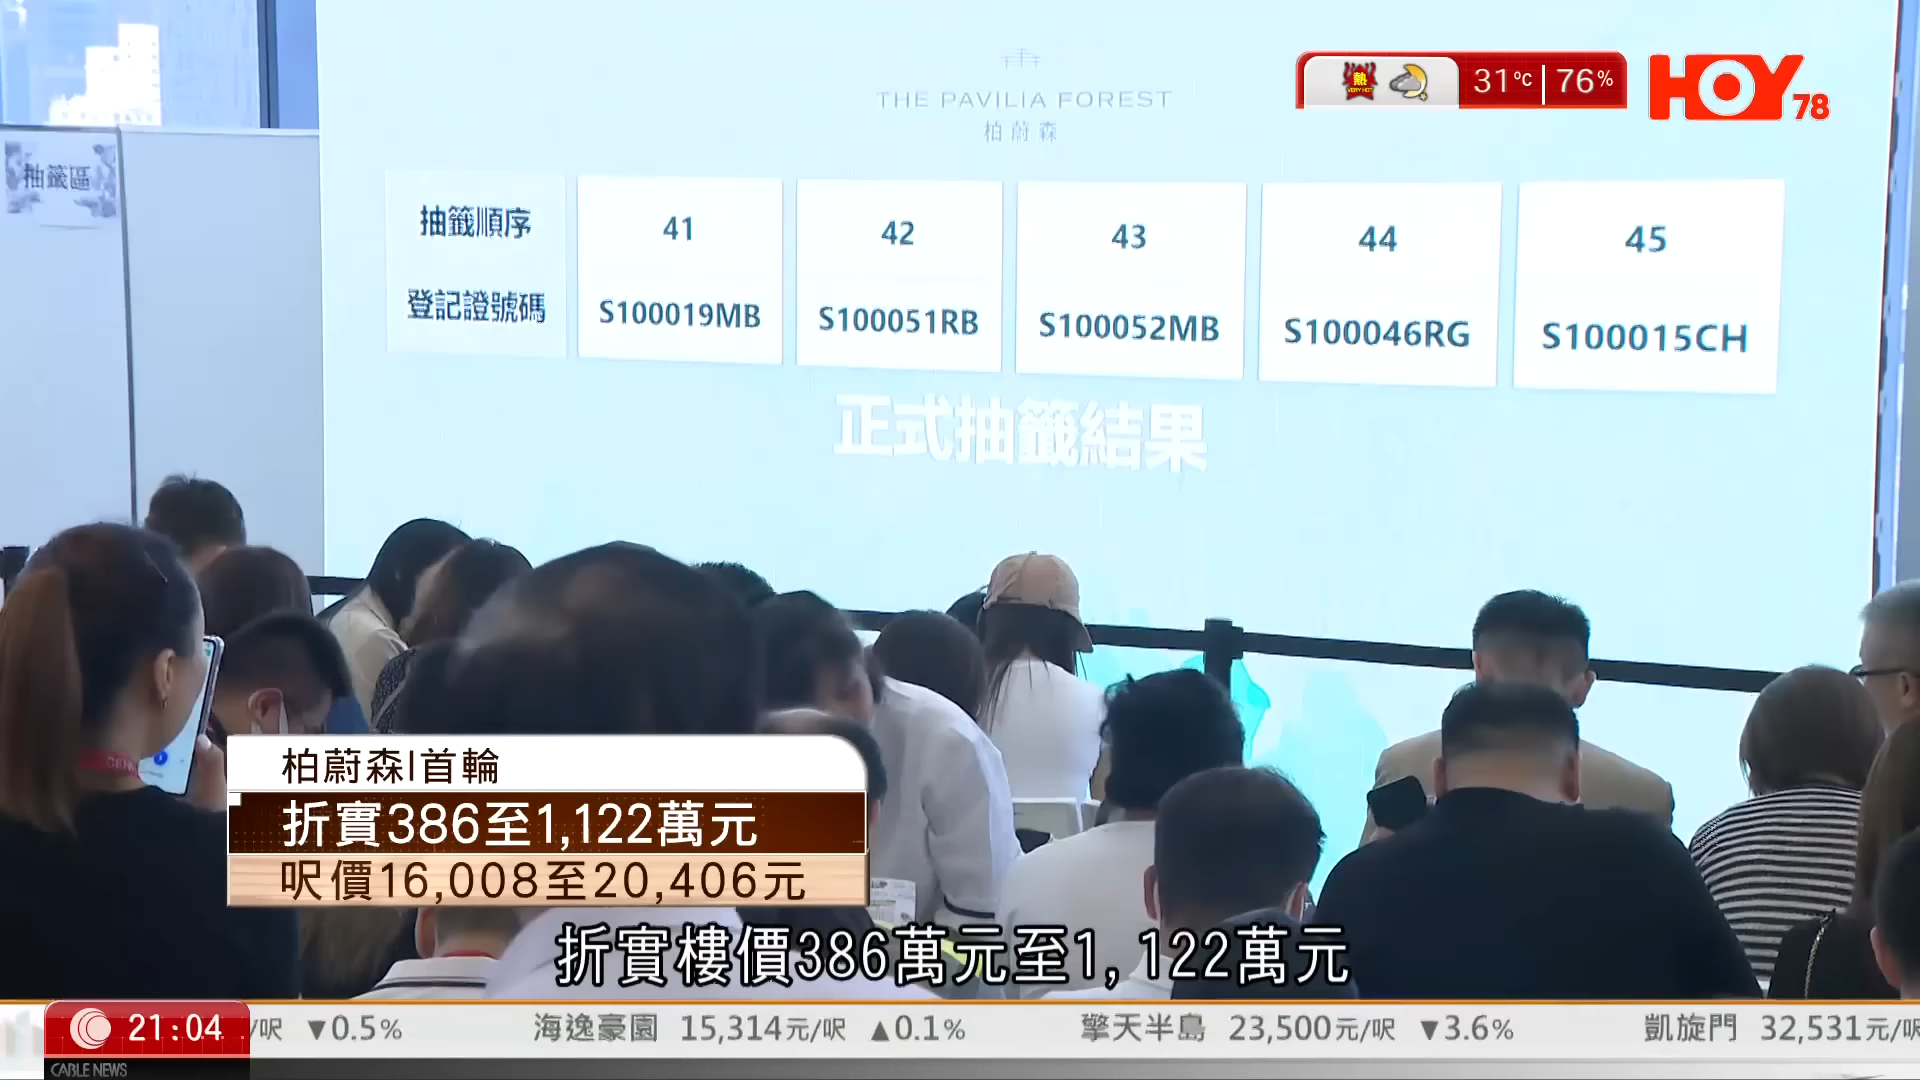 THE PAVILIA FOREST
柏蔚森
熱
VERY HOT
31°C | 76%
HOY 78
抽籤區
抽籤順序 41 42 43 44 45
登記證號碼 S100019MB S100051RB S100052MB S100046RG S100015CH
正式抽籤結果
柏蔚森|首輪
折實386至1,122萬元
呎價16,008至20,406元
折實樓價386萬元至1,122萬元
21:04 /呎 ▼0.5% 海逸豪園 15,314元/呎 ▲0.1% 擎天半島 23,500元/呎 ▼3.6% 凱旋門 32,531元/呎
CABLE NEWS